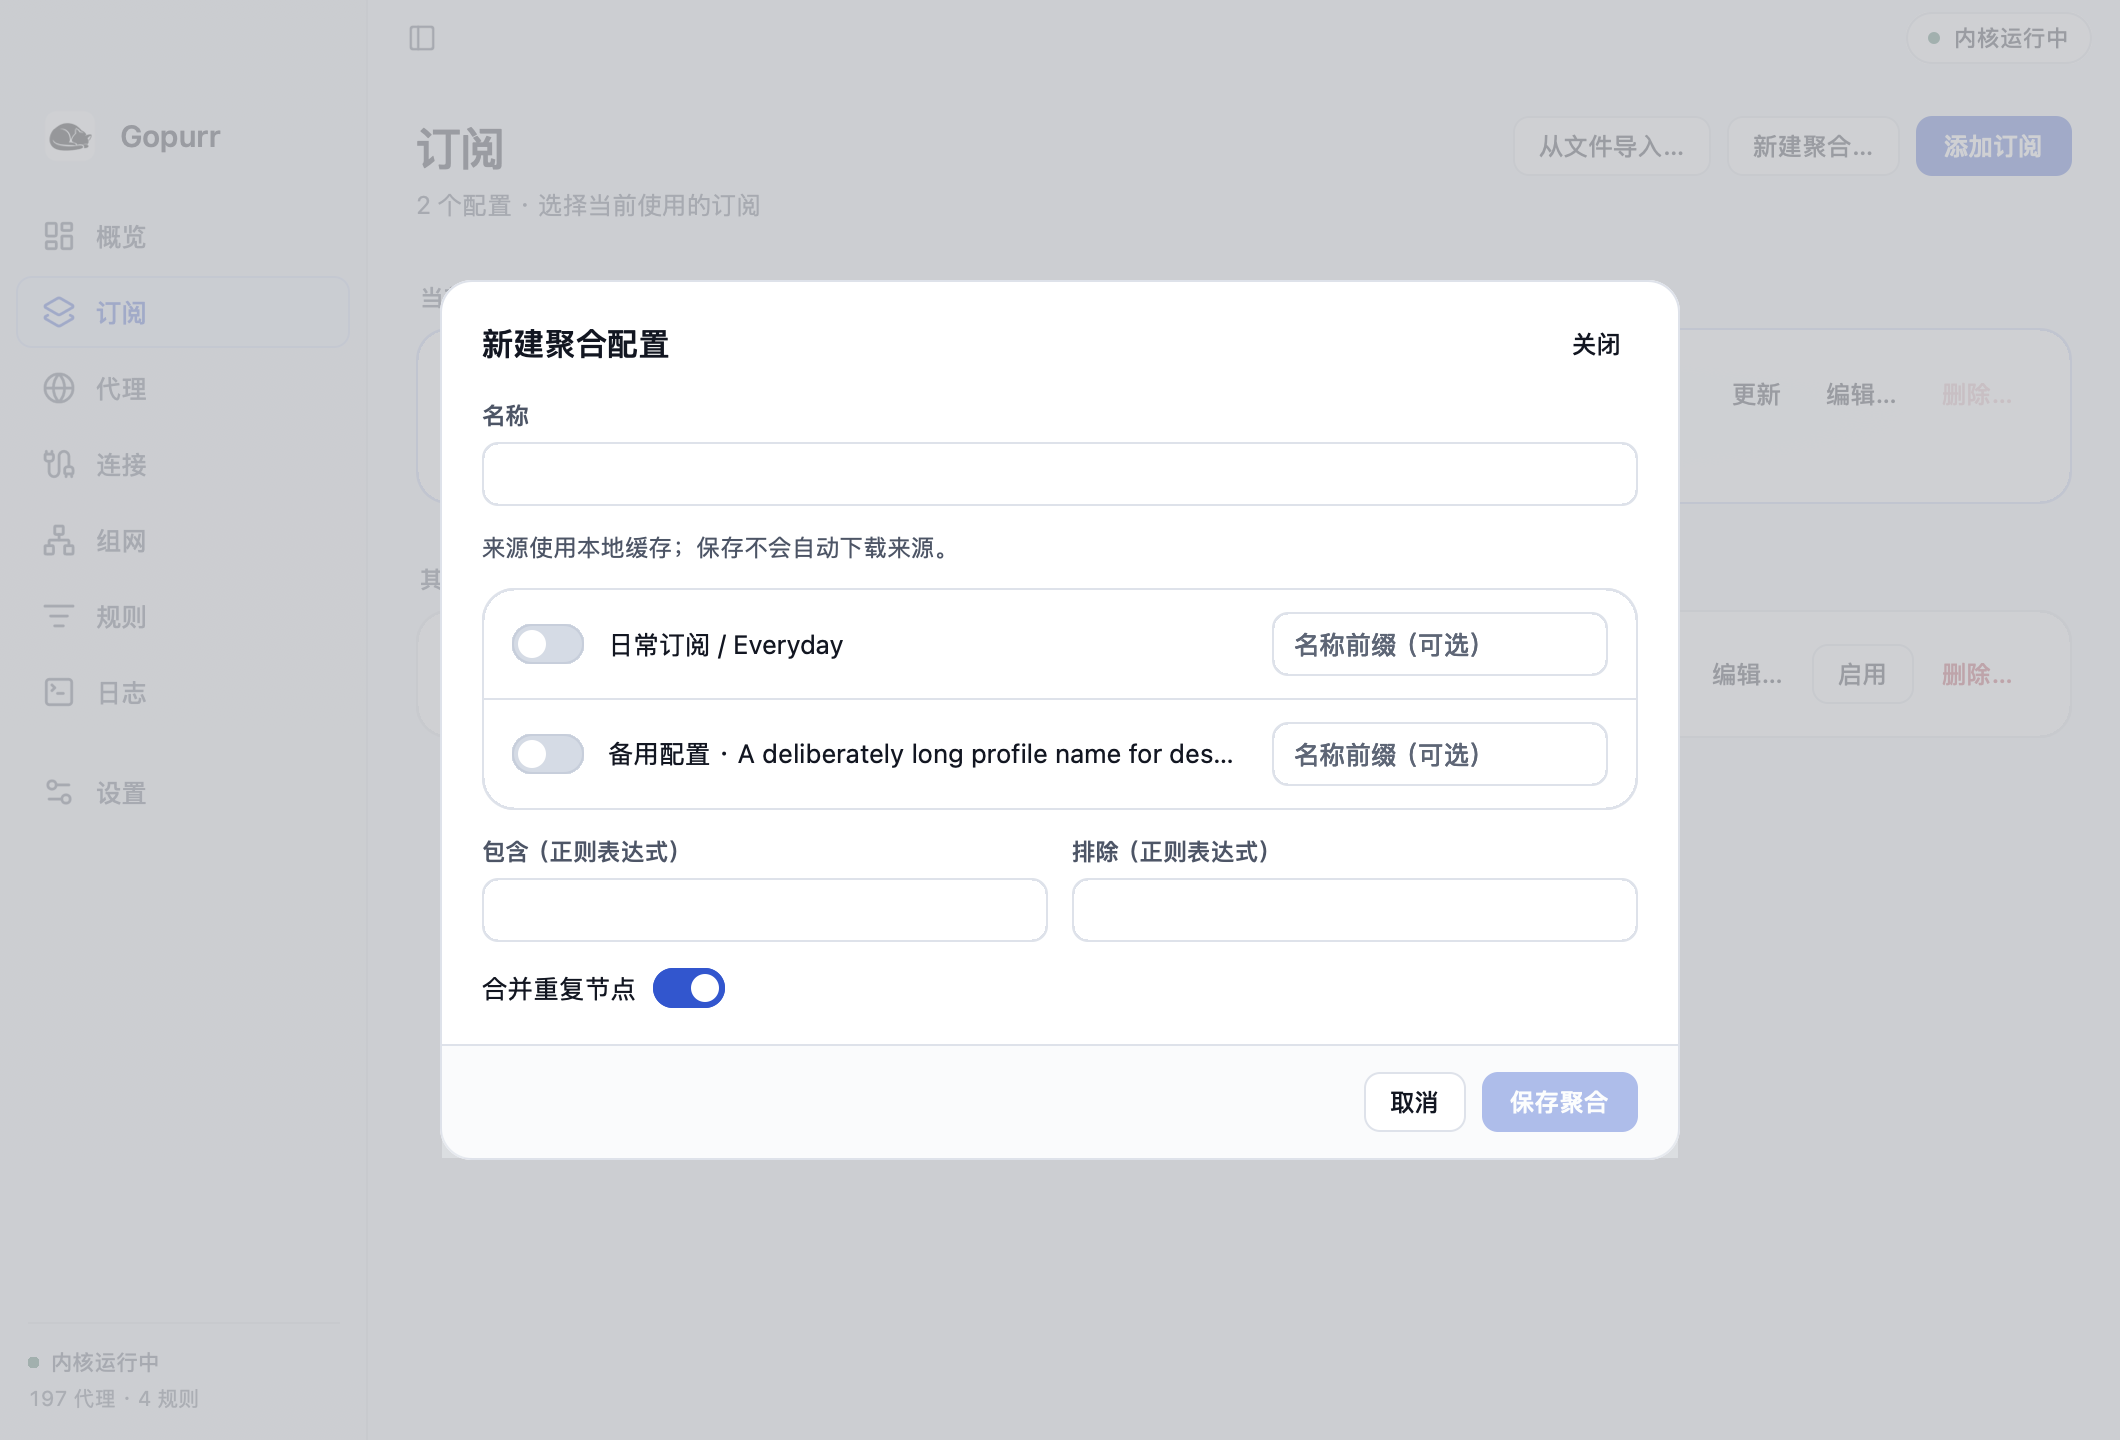 内核运行中
Gopurr
概览
订阅
代理
连接
组网
规则
日志
设置
内核运行中
197 代理 · 4 规则
订阅
2 个配置 · 选择当前使用的订阅
从文件导入...
新建聚合...
添加订阅
更新
编辑...
删除...
编辑...
启用
删除...
新建聚合配置
关闭
名称
来源使用本地缓存；保存不会自动下载来源。
日常订阅 / Everyday
名称前缀（可选）
备用配置 · A deliberately long profile name for des...
名称前缀（可选）
包含（正则表达式）
排除（正则表达式）
合并重复节点
取消
保存聚合